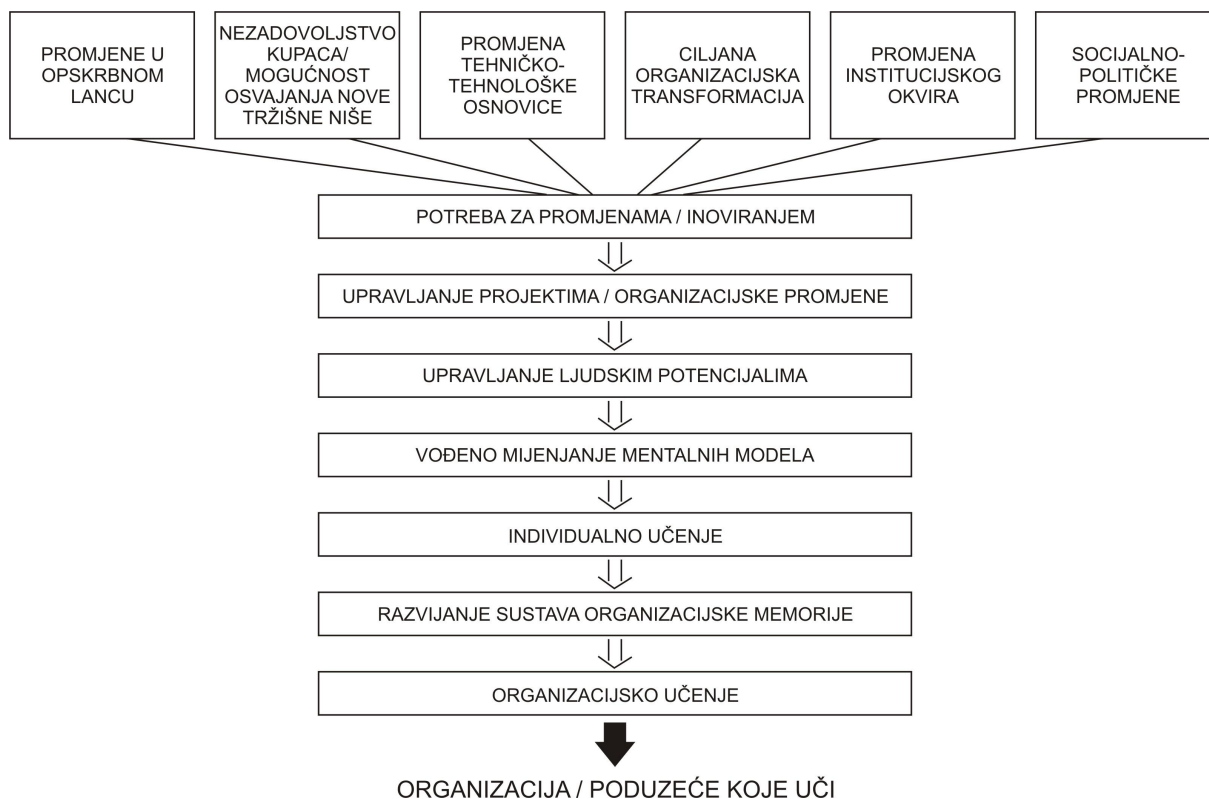 PROMJENE U
OPSKRBNOM
LANCU
NEZADOVOLJSTVO
KUPACA/
MOGUĆNOST
OSVAJANJA NOVE
TRŽIŠNE NIŠE
PROMJENA
TEHNIČKO-
TEHNOLOŠKE
OSNOVICE
CILJANA
ORGANIZACIJSKA
TRANSFORMACIJA
PROMJENA
INSTITUCIJSKOG
OKVIRA
SOCIJALNO-
POLITIČKE
PROMJENE
POTREBA ZA PROMJENAMA / INOVIRANJEM
UPRAVLJANJE PROJEKTIMA / ORGANIZACIJSKE PROMJENE
UPRAVLJANJE LJUDSKIM POTENCIJALIMA
VOĐENO MIJENJANJE MENTALNIH MODELA
INDIVIDUALNO UČENJE
RAZVIJANJE SUSTAVA ORGANIZACIJSKE MEMORIJE
ORGANIZACIJSKO UČENJE
ORGANIZACIJA / PODUZEĆE KOJE UČI